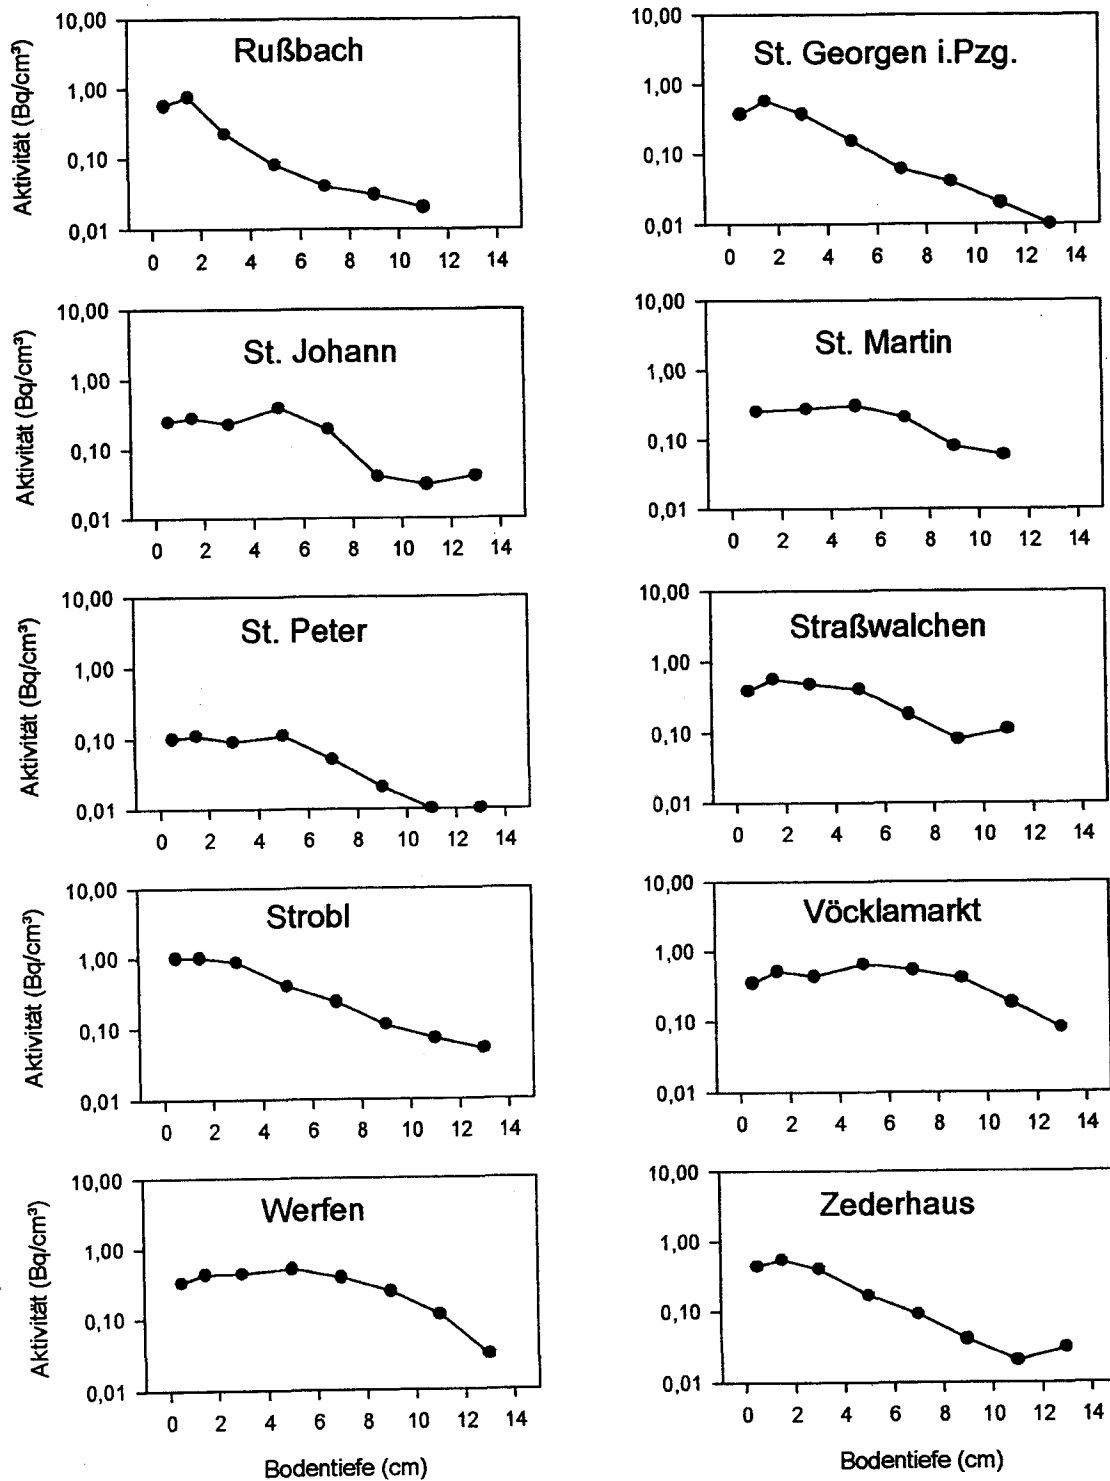 Rußbach
Aktivität (Bq/cm³)
10,00
1,00
0,10
0,01
0 2 4 6 8 10 12 14
St. Georgen i.Pzg.
10,00
1,00
0,10
0,01
0 2 4 6 8 10 12 14
St. Johann
Aktivität (Bq/cm³)
10,00
1,00
0,10
0,01
0 2 4 6 8 10 12 14
St. Martin
10,00
1,00
0,10
0,01
0 2 4 6 8 10 12 14
St. Peter
Aktivität (Bq/cm³)
10,00
1,00
0,10
0,01
0 2 4 6 8 10 12 14
Straßwalchen
10,00
1,00
0,10
0,01
0 2 4 6 8 10 12 14
Strobl
Aktivität (Bq/cm³)
10,00
1,00
0,10
0,01
0 2 4 6 8 10 12 14
Vöcklamarkt
10,00
1,00
0,10
0,01
0 2 4 6 8 10 12 14
Werfen
Aktivität (Bq/cm³)
10,00
1,00
0,10
0,01
0 2 4 6 8 10 12 14
Bodentiefe (cm)
Zederhaus
10,00
1,00
0,10
0,01
0 2 4 6 8 10 12 14
Bodentiefe (cm)